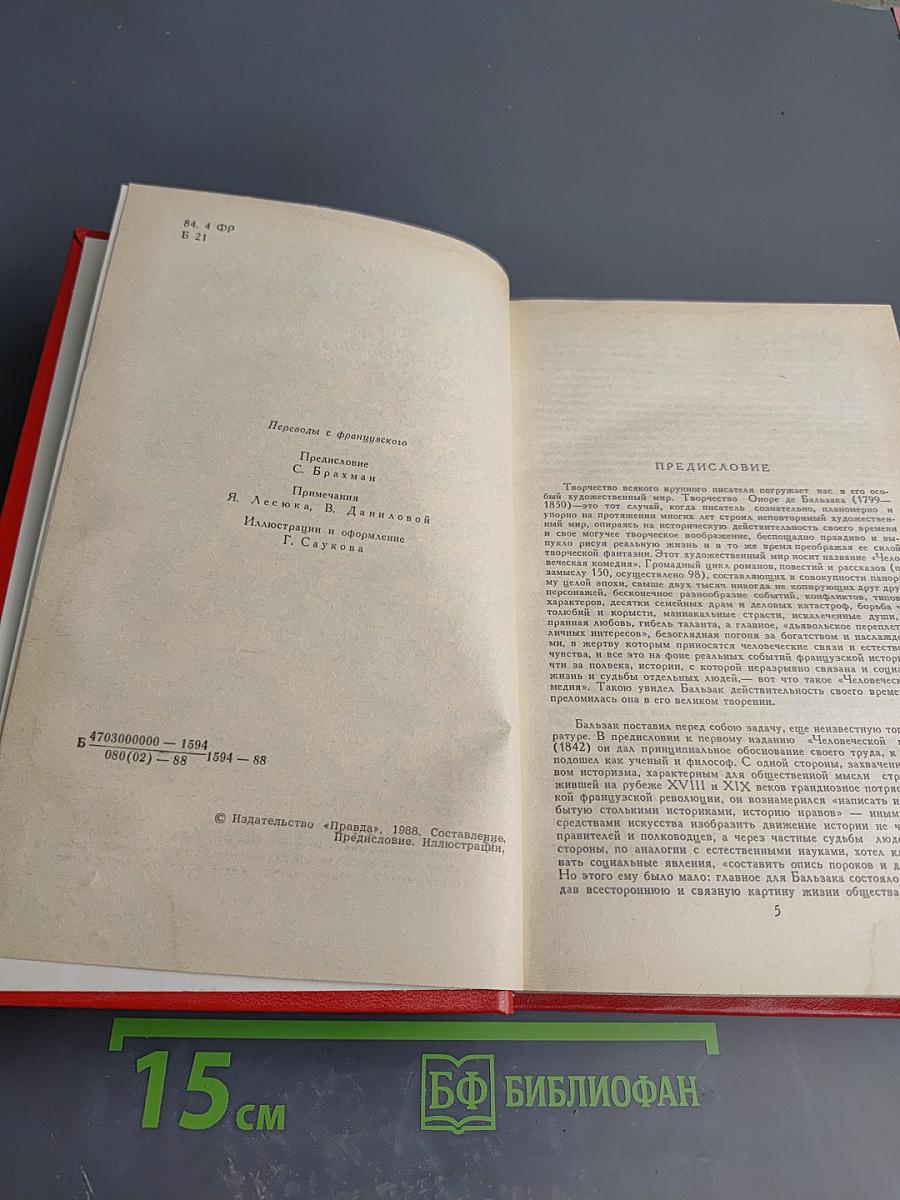 84. 4 ФР
Б 21
Переводы с французского
Предисловие
С. Брахман
Примечания
Я. Лесюка, В. Даниловой
Иллюстрации и оформление
Г. Саукова
Б 4703000000 — 1594
080(02) — 88 1594 — 88
© Издательство «Правда», 1988, Составление,
Предисловие. Иллюстрации,
ПРЕДИСЛОВИЕ
Творчество всякого крупного писателя погружает нас в его осо-
бый художественный мир. Творчество Оноре де Бальзака (1799—
1850)—это тот случай, когда писатель сознательно, планомерно и
упорно на протяжении многих лет строил неповторимый художествен-
ный мир, опираясь на историческую действительность своего времени
и свое могучее творческое воображение, беспощадно правдиво и вы-
пукло рисуя реальную жизнь и в то же время преображая ее силой
творческой фантазии. Этот художественный мир носит название «Чело-
веческая комедия». Громадный цикл романов, повестий и рассказов (п
замыслу 150, осуществлено 98), составляющих в совокупности панора
му целой эпохи, свыше двух тысяч никогда не копирующих друг дру
персонажей, бесконечное разнообразие событий, конфликтов, типов
характеров, десятки семейных драм и деловых катастроф, борьба ч
толюбий и корысти, маниакальные страсти, искалеченные души,
пранная любовь, гибель таланта, а главное, «дьявольское переплет
личных интересов», безоглядная погоня за богатством и наслажде
ми, в жертву которым приносятся человеческие связи и естестве
чувства, и все это на фоне реальных событий французской истори
чти за полвека, истории, с которой неразрывно связана и социа
жизнь и судьбы отдельных людей,— вот что такое «Человеческ
медия». Такою увидел Бальзак действительность своего време
преломилась она в его великом творении.
Бальзак поставил перед собою задачу, еще неизвестную тог
ратуре. В предисловии к первому изданию «Человеческой к
(1842) он дал принципиальное обоснование своего труда, к
подошел как ученый и философ. С одной стороны, захвачен
вом историзма, характерным для общественной мысли стр
жившей на рубеже XVIII и XIX веков грандиозное потряс
кой французской революции, он вознамерился «написать и
бытую столькими историками, историю нравов» — иным
средствами искусства изобразить движение истории не ч
правителей и полководцев, а через частные судьбы люде
стороны, по аналогии с естественными науками, хотел кл
вать социальные явления, «составить опись пороков и д
Но этого ему было мало: главное для Бальзака состояло
дав всестороннюю и связную картину жизни общества
5
15 см
БФ БИБЛИОФАН